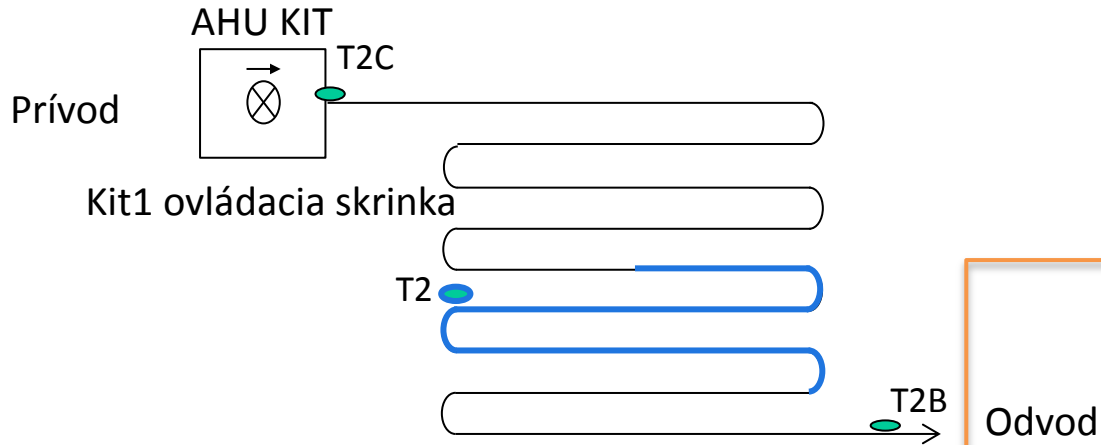 AHU KIT
T2C
Prívod
Kit1 ovládacia skrinka
T2
T2B
Odvod